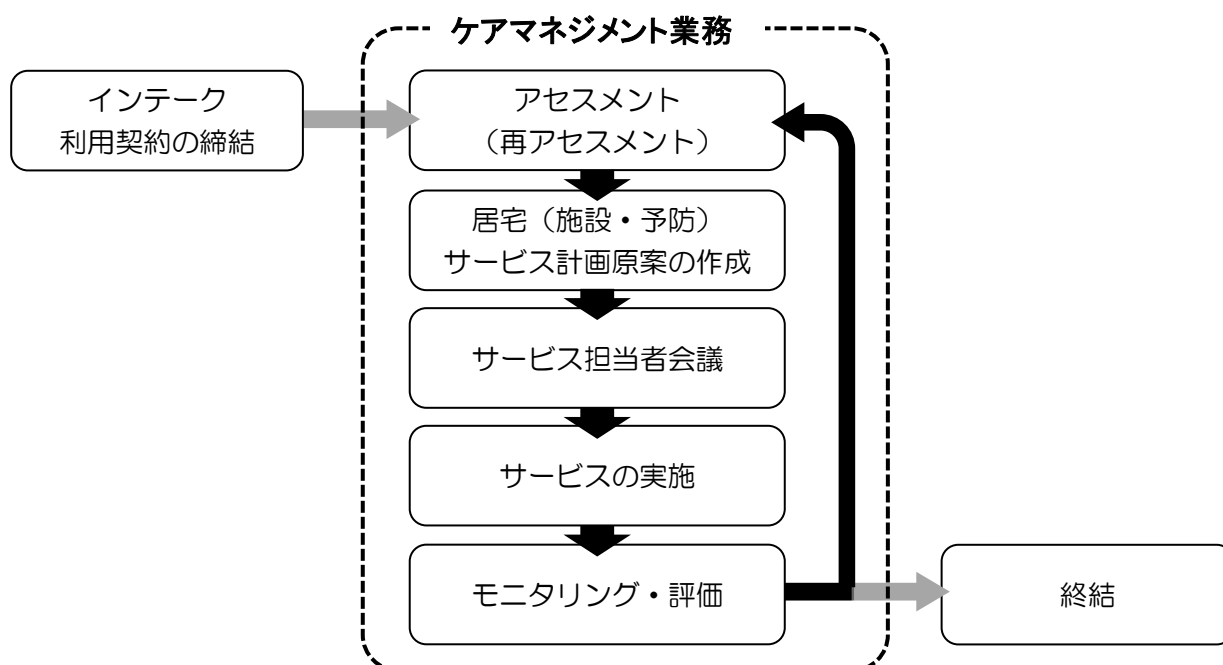 ケアマネジメント業務
インテーク
利用契約の締結
アセスメント
（再アセスメント）
居宅（施設・予防）
サービス計画原案の作成
サービス担当者会議
サービスの実施
モニタリング・評価
終結